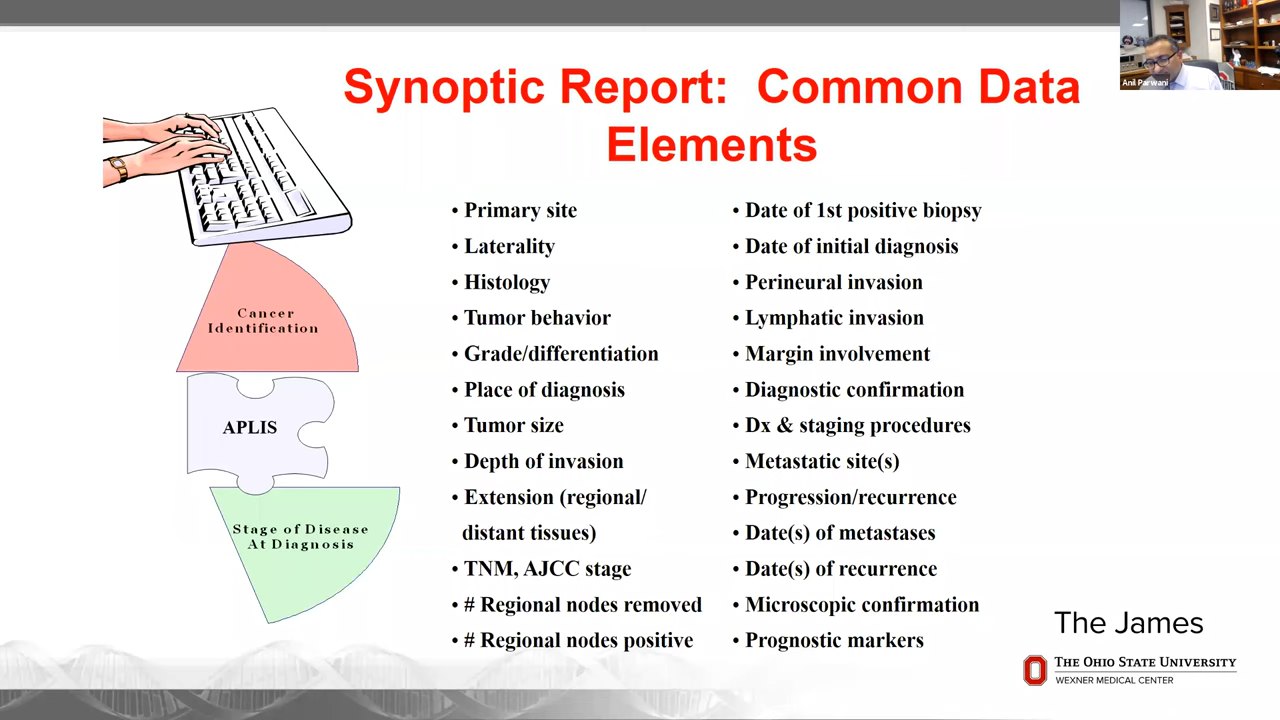 Synoptic Report: Common Data
Elements
Anil Parwani
Cancer
Identification
APLIS
Stage of Disease
At Diagnosis
• Primary site
• Laterality
• Histology
• Tumor behavior
• Grade/differentiation
• Place of diagnosis
• Tumor size
• Depth of invasion
• Extension (regional/
distant tissues)
• TNM, AJCC stage
• # Regional nodes removed
• # Regional nodes positive
• Date of 1st positive biopsy
• Date of initial diagnosis
• Perineural invasion
• Lymphatic invasion
• Margin involvement
• Diagnostic confirmation
• Dx & staging procedures
• Metastatic site(s)
• Progression/recurrence
• Date(s) of metastases
• Date(s) of recurrence
• Microscopic confirmation
• Prognostic markers
The James
THE OHIO STATE UNIVERSITY
WEXNER MEDICAL CENTER